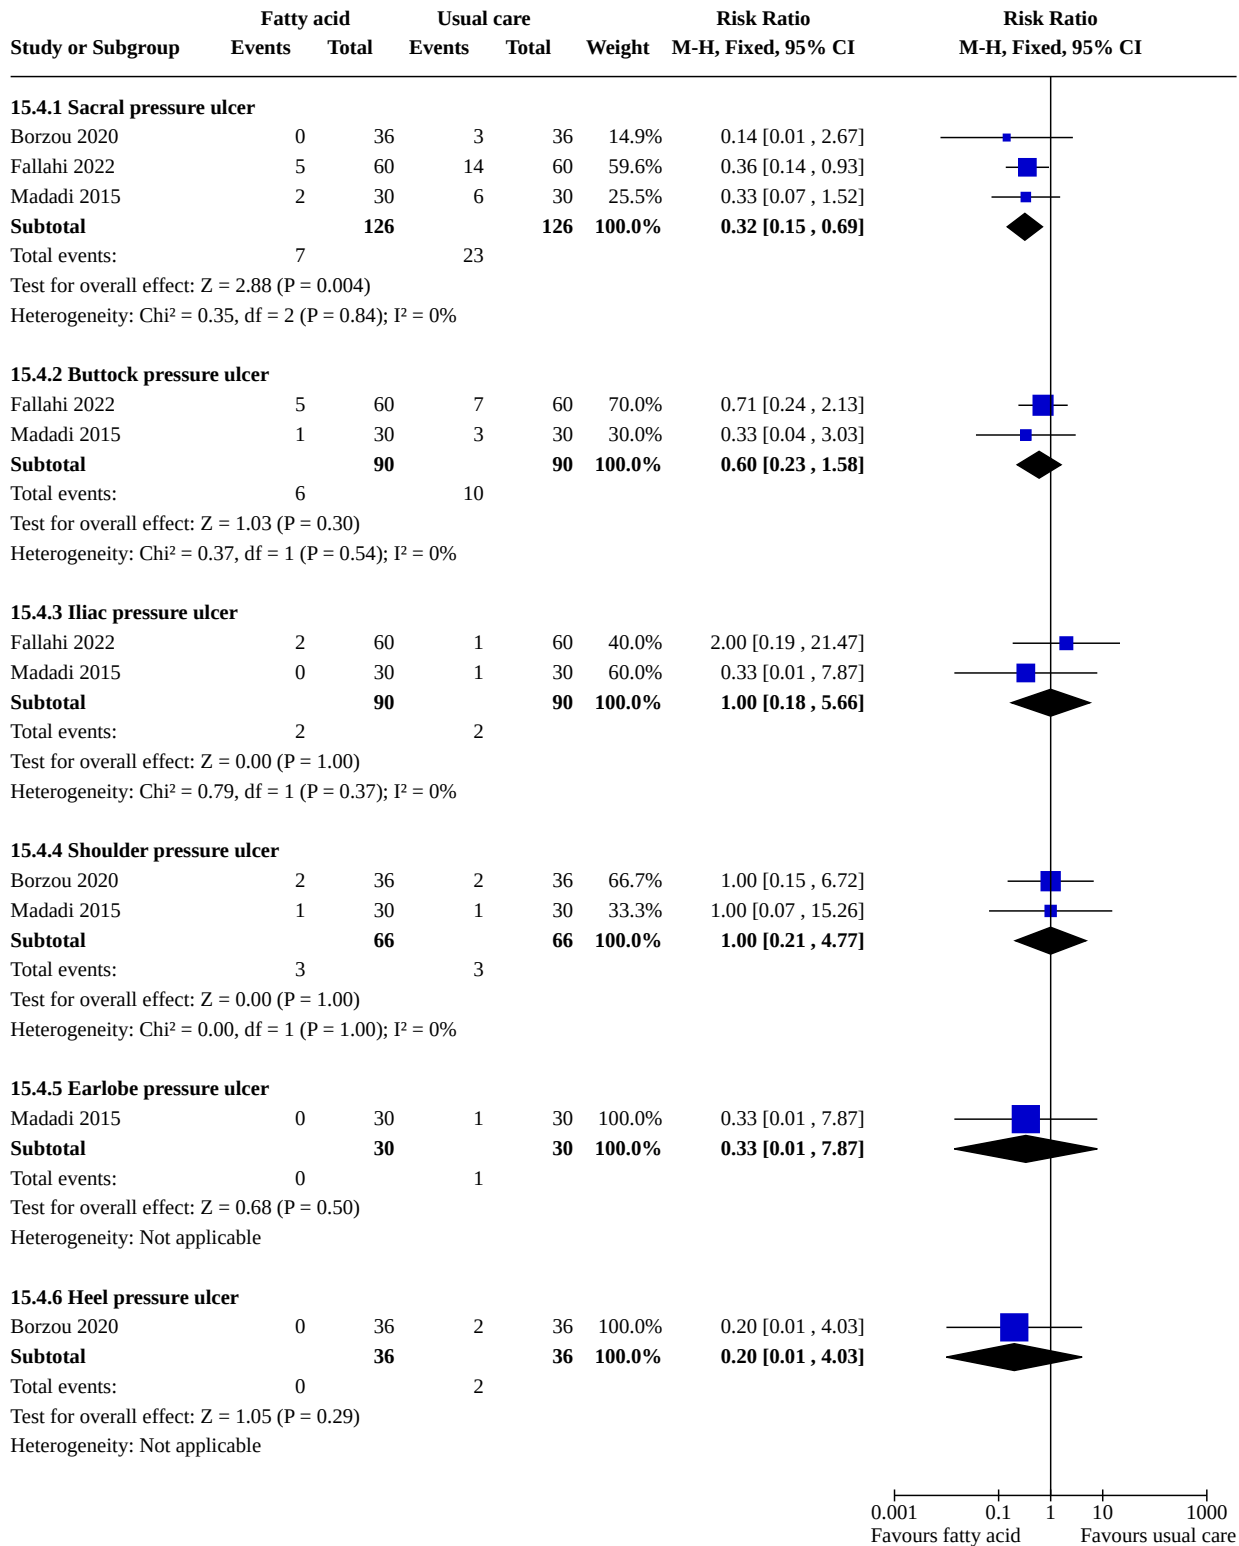 Fatty acid Usual care Risk Ratio Risk Ratio
Study or Subgroup Events Total Events Total Weight M-H, Fixed, 95% CI M-H, Fixed, 95% CI
15.4.1 Sacral pressure ulcer
Borzou 2020 0 36 3 36 14.9% 0.14 [0.01 , 2.67]
Fallahi 2022 5 60 14 60 59.6% 0.36 [0.14 , 0.93]
Madadi 2015 2 30 6 30 25.5% 0.33 [0.07 , 1.52]
Subtotal 126 126 100.0% 0.32 [0.15 , 0.69]
Total events: 7 23
Test for overall effect: Z = 2.88 (P = 0.004)
Heterogeneity: Chi² = 0.35, df = 2 (P = 0.84); I² = 0%
15.4.2 Buttock pressure ulcer
Fallahi 2022 5 60 7 60 70.0% 0.71 [0.24 , 2.13]
Madadi 2015 1 30 3 30 30.0% 0.33 [0.04 , 3.03]
Subtotal 90 90 100.0% 0.60 [0.23 , 1.58]
Total events: 6 10
Test for overall effect: Z = 1.03 (P = 0.30)
Heterogeneity: Chi² = 0.37, df = 1 (P = 0.54); I² = 0%
15.4.3 Iliac pressure ulcer
Fallahi 2022 2 60 1 60 40.0% 2.00 [0.19 , 21.47]
Madadi 2015 0 30 1 30 60.0% 0.33 [0.01 , 7.87]
Subtotal 90 90 100.0% 1.00 [0.18 , 5.66]
Total events: 2 2
Test for overall effect: Z = 0.00 (P = 1.00)
Heterogeneity: Chi² = 0.79, df = 1 (P = 0.37); I² = 0%
15.4.4 Shoulder pressure ulcer
Borzou 2020 2 36 2 36 66.7% 1.00 [0.15 , 6.72]
Madadi 2015 1 30 1 30 33.3% 1.00 [0.07 , 15.26]
Subtotal 66 66 100.0% 1.00 [0.21 , 4.77]
Total events: 3 3
Test for overall effect: Z = 0.00 (P = 1.00)
Heterogeneity: Chi² = 0.00, df = 1 (P = 1.00); I² = 0%
15.4.5 Earlobe pressure ulcer
Madadi 2015 0 30 1 30 100.0% 0.33 [0.01 , 7.87]
Subtotal 30 30 100.0% 0.33 [0.01 , 7.87]
Total events: 0 1
Test for overall effect: Z = 0.68 (P = 0.50)
Heterogeneity: Not applicable
15.4.6 Heel pressure ulcer
Borzou 2020 0 36 2 36 100.0% 0.20 [0.01 , 4.03]
Subtotal 36 36 100.0% 0.20 [0.01 , 4.03]
Total events: 0 2
Test for overall effect: Z = 1.05 (P = 0.29)
Heterogeneity: Not applicable
0.001 0.1 1 10 1000
Favours fatty acid Favours usual care